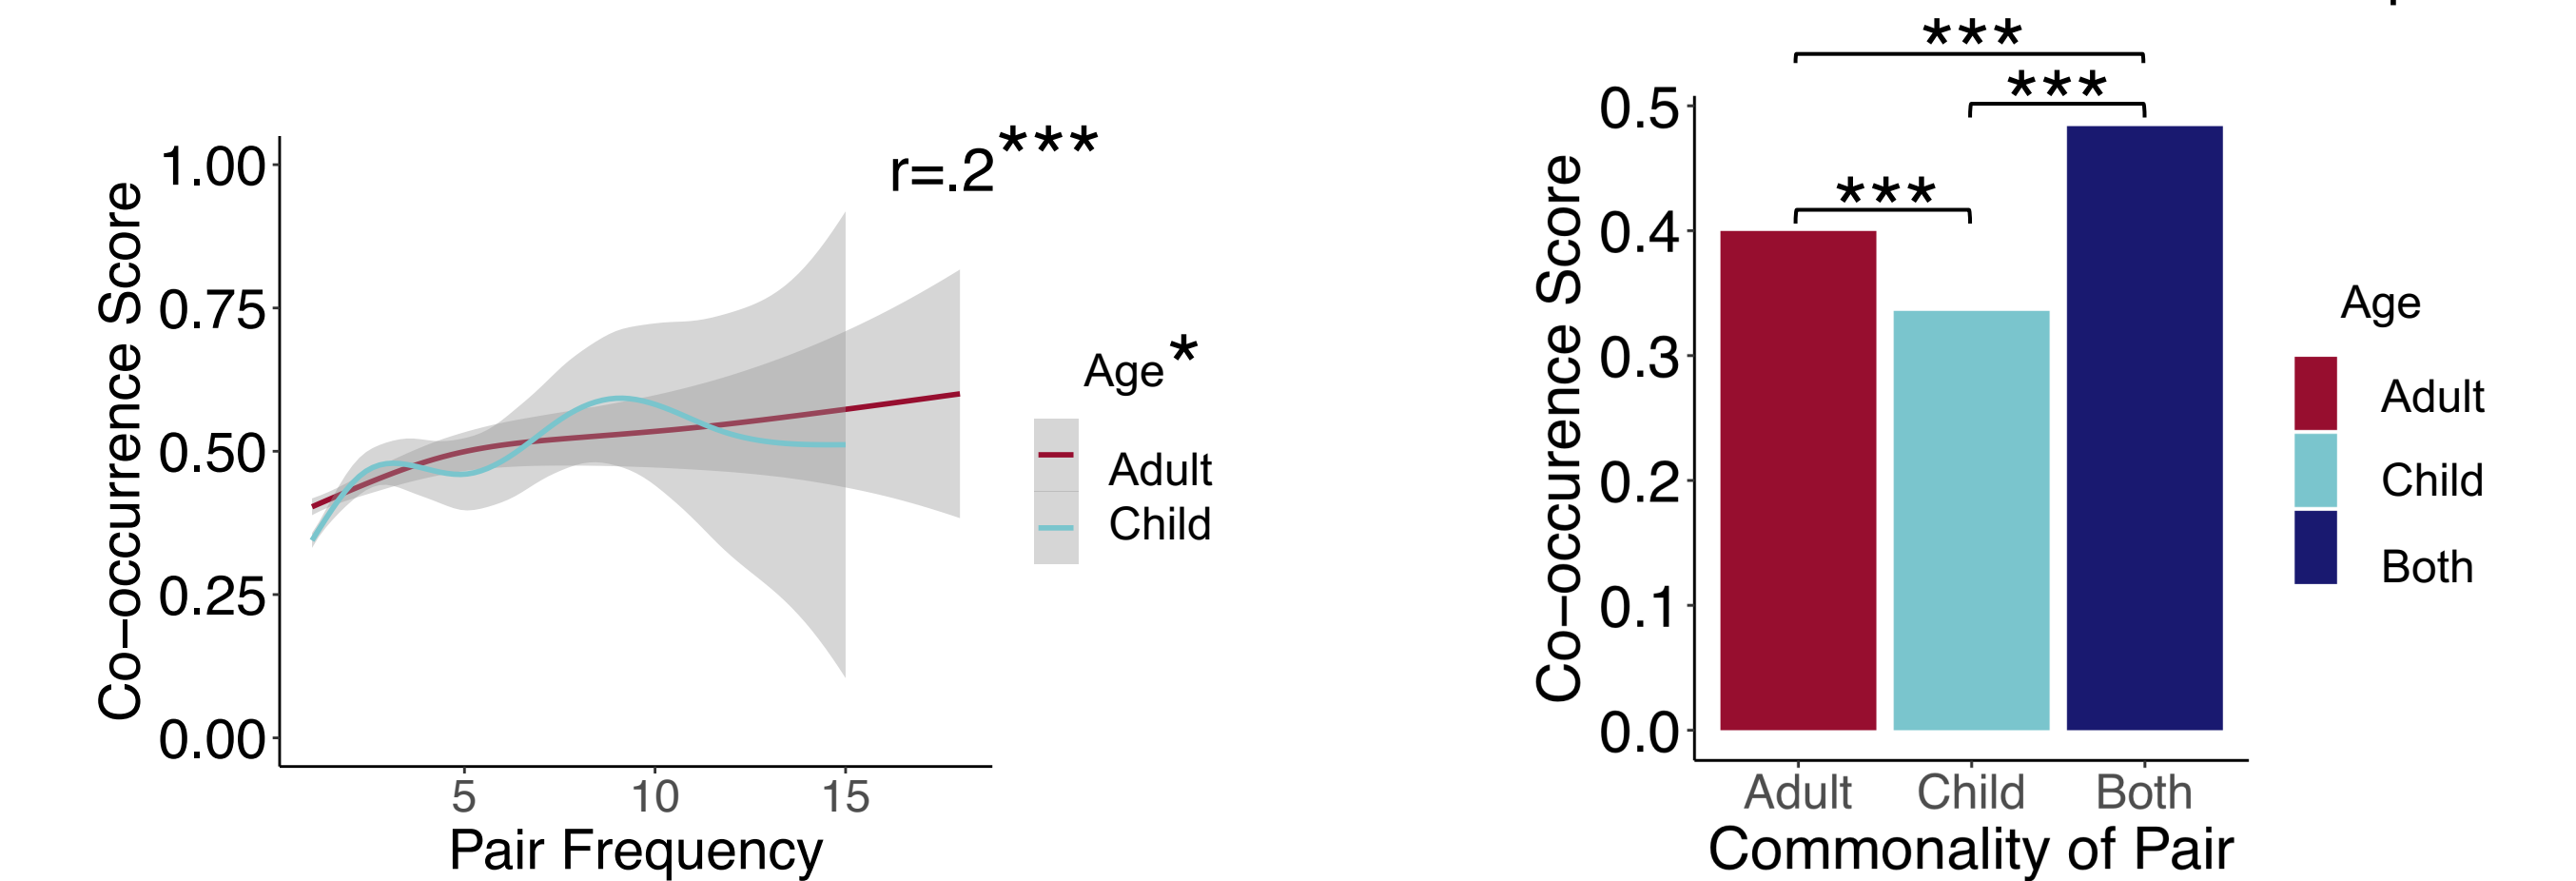 r=.2***
1.00
0.75
0.50
0.25
0.00
Co-occurrence Score
5 10 15
Pair Frequency
Age*
Adult
Child
***
***
***
0.5
0.4
0.3
0.2
0.1
0.0
Co-occurence Score
Adult Child Both
Commonality of Pair
Age
Adult
Child
Both